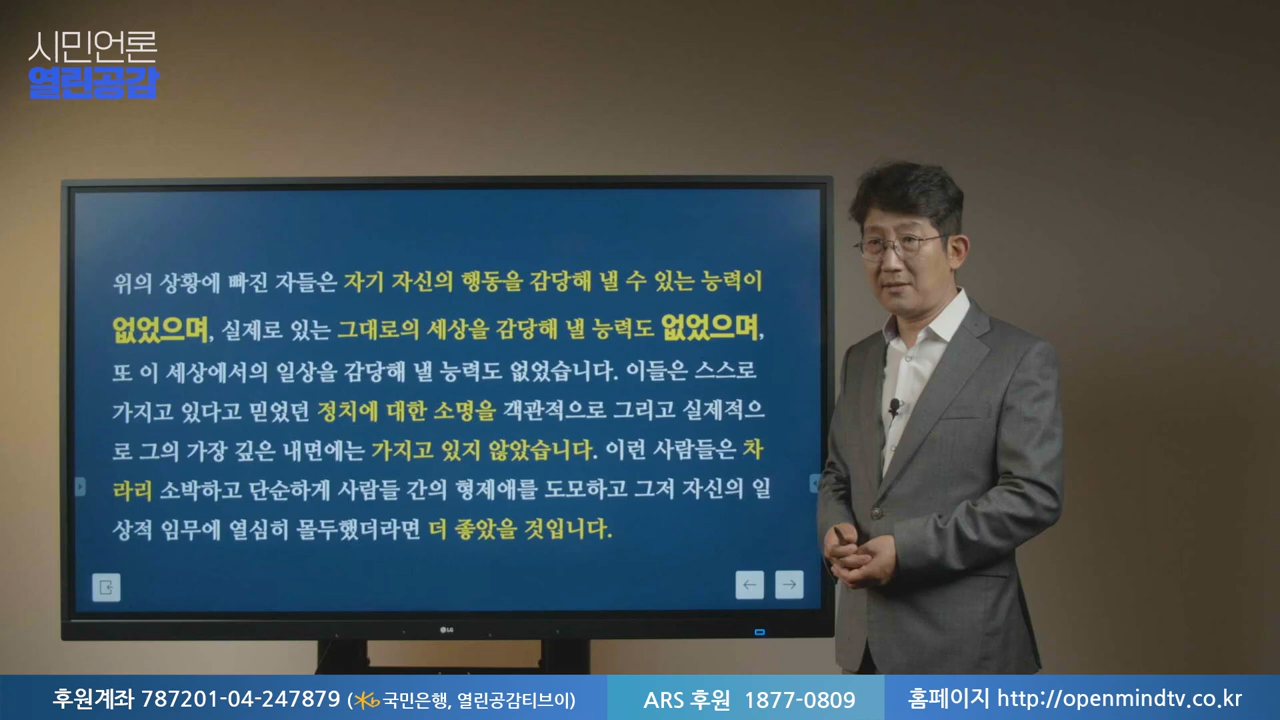 시민언론
열린공감
위의 상황에 빠진 자들은 자기 자신의 행동을 감당해 낼 수 있는 능력이
없었으며, 실제로 있는 그대로의 세상을 감당해 낼 능력도 없었으며,
또 이 세상에서의 일상을 감당해 낼 능력도 없었습니다. 이들은 스스로
가지고 있다고 믿었던 정치에 대한 소명을 객관적으로 그리고 실제적으
로 그의 가장 깊은 내면에는 가지고 있지 않았습니다. 이런 사람들은 차
라리 소박하고 단순하게 사람들 간의 형제애를 도모하고 그저 자신의 일
상적 임무에 열심히 몰두했더라면 더 좋았을 것입니다.
LG
후원계좌 787201-04-247879 (Kb 국민은행, 열린공감티브이) ARS 후원 1877-0809 홈페이지 http://openmindtv.co.kr